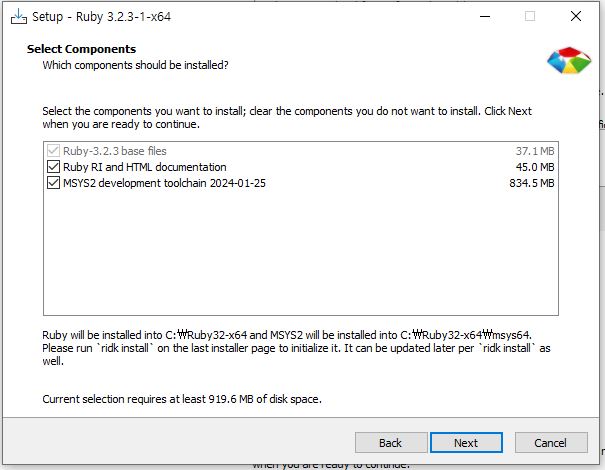 Setup - Ruby 3.2.3-1-x64
Select Components
Which components should be installed?
Select the components you want to install; clear the components you do not want to install. Click Next
when you are ready to continue.
Ruby-3.2.3 base files 37.1 MB
Ruby RI and HTML documentation 45.0 MB
MSYS2 development toolchain 2024-01-25 834.5 MB
Ruby will be installed into C:₩Ruby32-x64 and MSYS2 will be installed into C:₩Ruby32-x64₩msys64.
Please run `ridk install` on the last installer page to initialize it. It can be updated later per `ridk install` as
well.
Current selection requires at least 919.6 MB of disk space.
Back Next Cancel
when you are ready to continue.